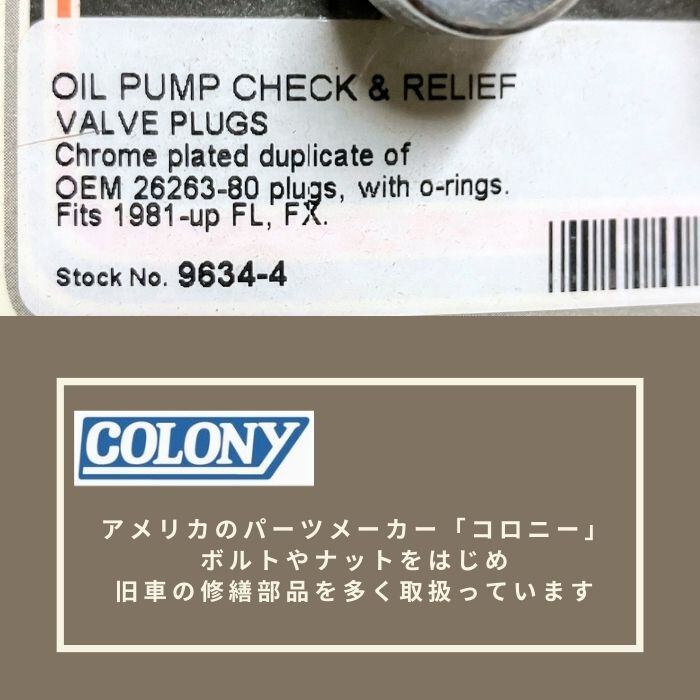 OIL PUMP CHECK & RELIEF
VALVE PLUGS
Chrome plated duplicate of
OEM 26263-80 plugs, with o-rings.
Fits 1981-up FL, FX.
Stock No. 9634-4
COLONY
アメリカのパーツメーカー「コロニー」
ボルトやナットをはじめ
旧車の修繕部品を多く取扱っています